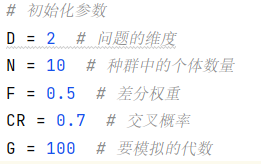 # 初始化参数
D = 2  # 问题的维度
N = 10  # 种群中的个体数量
F = 0.5  # 差分权重
CR = 0.7  # 交叉概率
G = 100  # 要模拟的代数